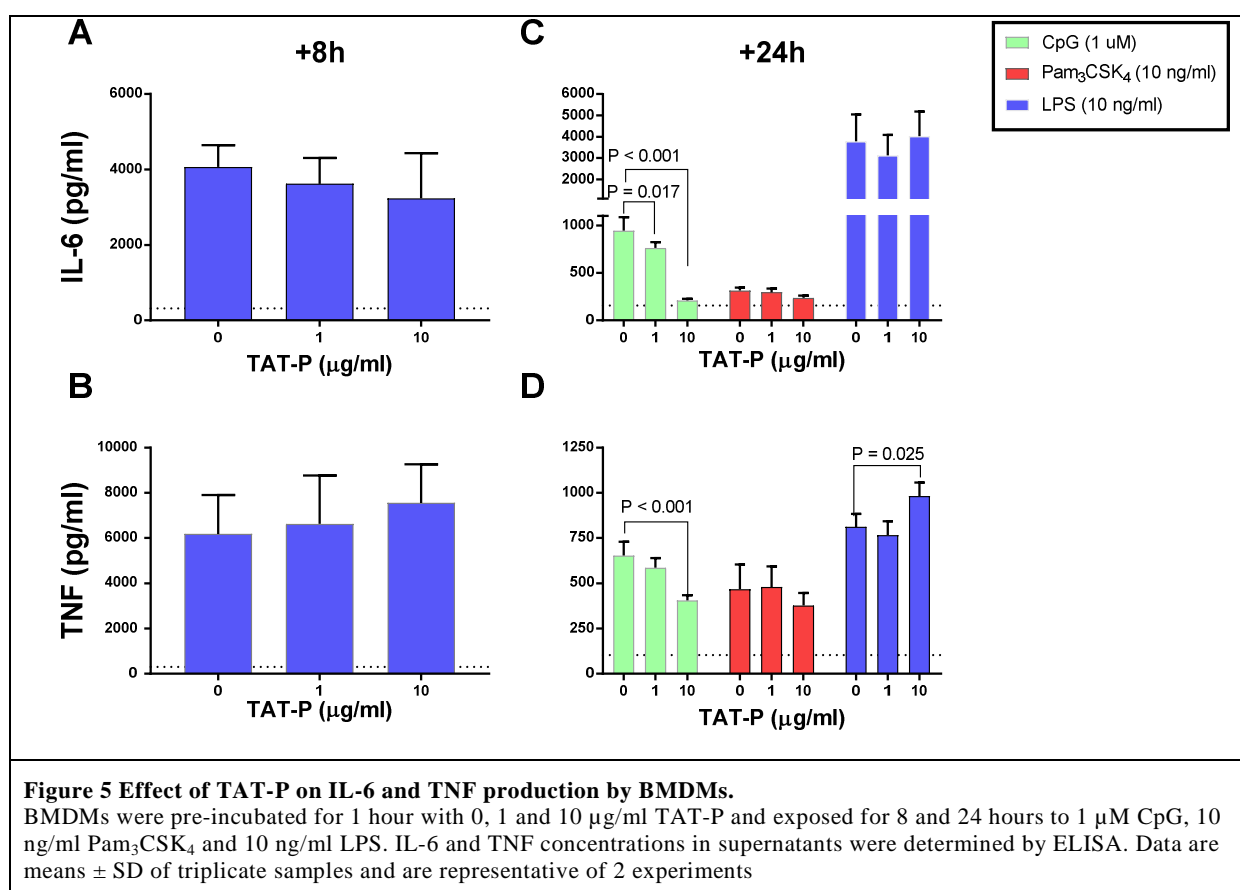 A
+8h
6000
4000
2000
0
IL-6 (pg/ml)
0 1 10
TAT-P (µg/ml)
C
+24h
6000
5000
4000
3000
2000
1000
500
0
P < 0.001
P = 0.017
0 1 10 0 1 10 0 1 10
TAT-P (µg/ml)
CpG (1 uM)
Pam3CSK4 (10 ng/ml)
LPS (10 ng/ml)
B
10000
8000
6000
4000
2000
0
TNF (pg/ml)
0 1 10
TAT-P (µg/ml)
D
1250
1000
750
500
250
0
P < 0.001
P = 0.025
0 1 10 0 1 10 0 1 10
TAT-P (µg/ml)
Figure 5 Effect of TAT-P on IL-6 and TNF production by BMDMs.
BMDMs were pre-incubated for 1 hour with 0, 1 and 10 µg/ml TAT-P and exposed for 8 and 24 hours to 1 µM CpG, 10
ng/ml Pam3CSK4 and 10 ng/ml LPS. IL-6 and TNF concentrations in supernatants were determined by ELISA. Data are
means ± SD of triplicate samples and are representative of 2 experiments